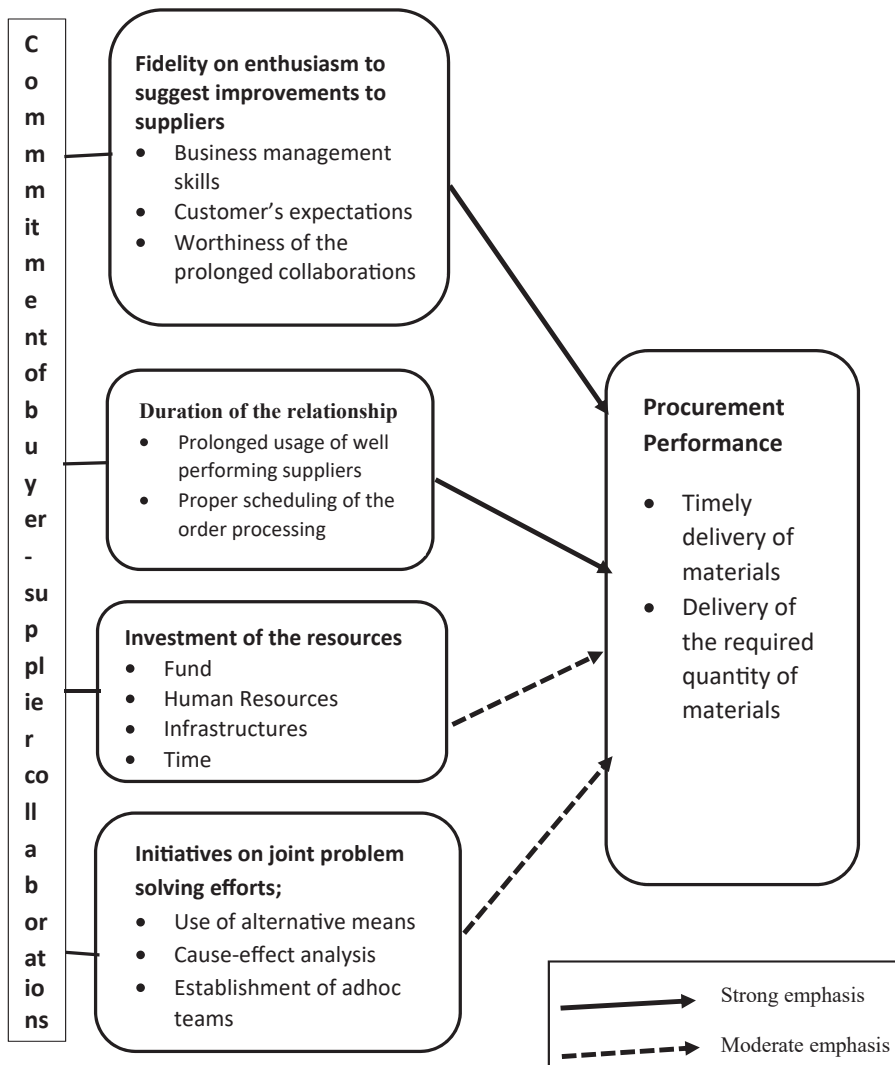 C
o
m
m
m
it
m
e
ntof
b
u
y
er
-
su
p
pl
ie
r
co
ll
a
b
or
at
io
ns
Fidelity on enthusiasm to
suggest improvements to
suppliers
• Business management
skills
• Customer’s expectations
• Worthiness of the
prolonged collaborations
Duration of the relationship
• Prolonged usage of well
performing suppliers
• Proper scheduling of the
order processing
Investment of the resources
• Fund
• Human Resources
• Infrastructures
• Time
Initiatives on joint problem
solving efforts;
• Use of alternative means
• Cause-effect analysis
• Establishment of adhoc
teams
Procurement
Performance
• Timely
delivery of
materials
• Delivery of
the required
quantity of
materials
Strong emphasis
Moderate emphasis